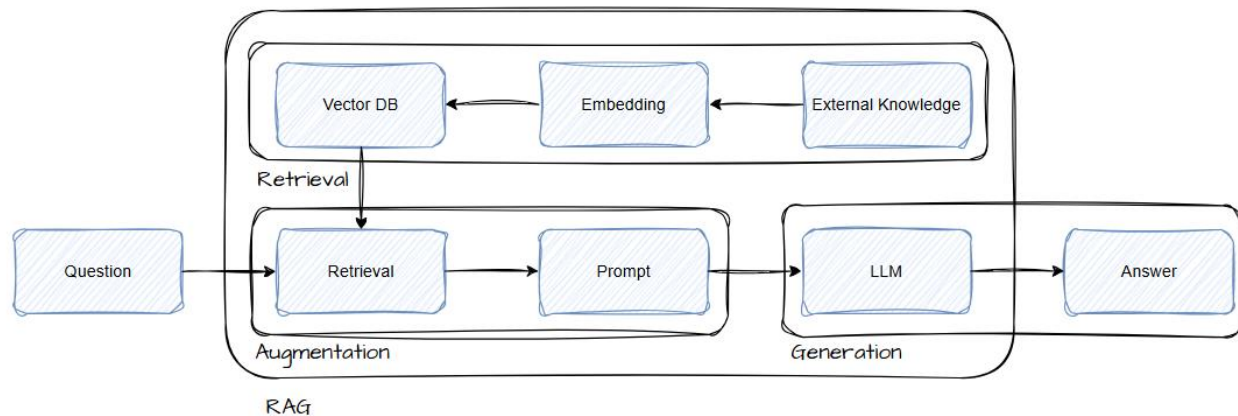 Vector DB
Embedding
External Knowledge
Retrieval
Question
Retrieval
Prompt
LLM
Answer
Augmentation
Generation
RAG